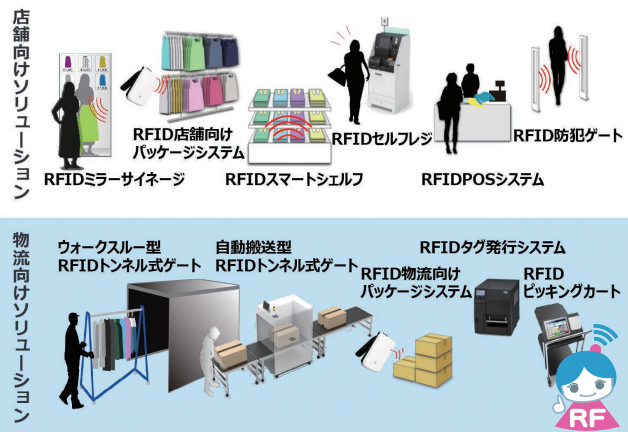 店舗向けソリューション
RFIDミラーサイネージ
RFID店舗向け
パッケージシステム
RFIDスマートシェルフ
RFIDセルフレジ
RFIDPOSシステム
RFID防犯ゲート
物流向けソリューション
ウォークスルー型
RFIDトンネル式ゲート
自動搬送型
RFIDトンネル式ゲート
RFID物流向け
パッケージシステム
RFIDタグ発行システム
RFID
ピッキングカート
RF